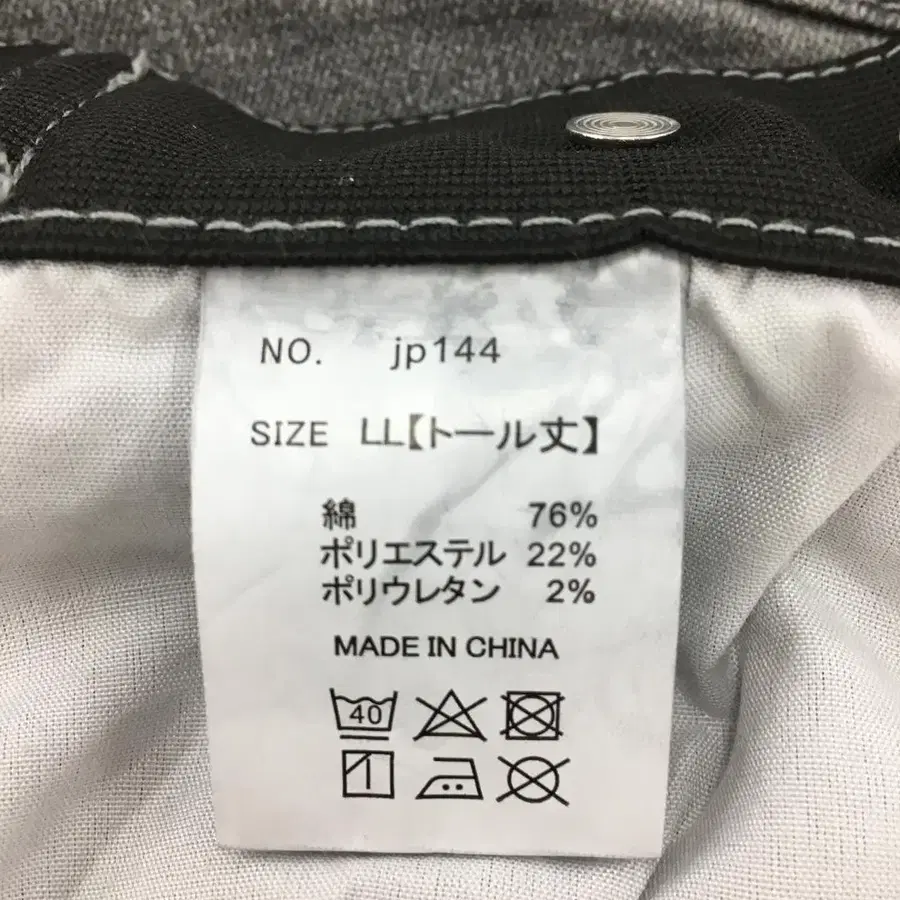 NO. jp144
SIZE LL【トール丈】
綿 76%
ポリエステル 22%
ポリウレタン 2%
MADE IN CHINA
40